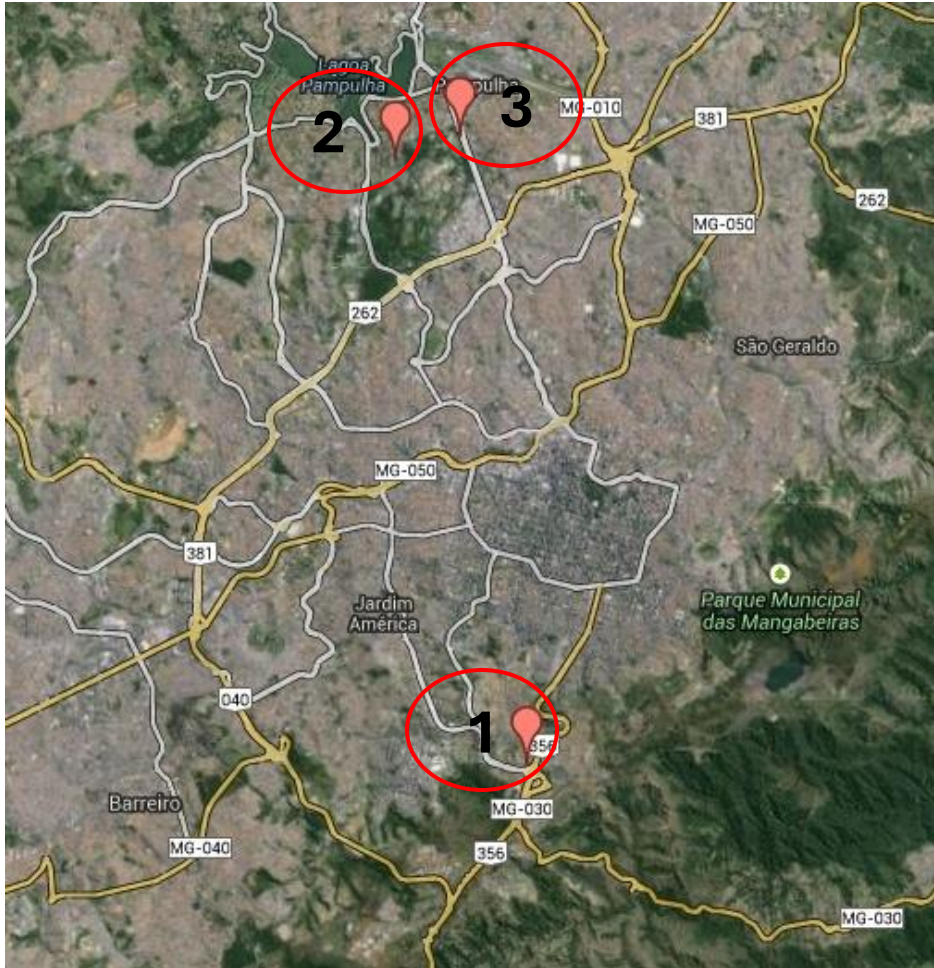 Lagoa
Pampulha
Pampulha
2
3
MG-010
381
262
MG-050
262
São Geraldo
MG-050
381
Jardim
América
Parque Municipal
das Mangabeiras
040
1
356
Barreiro
MG-030
MG-040
356
MG-030